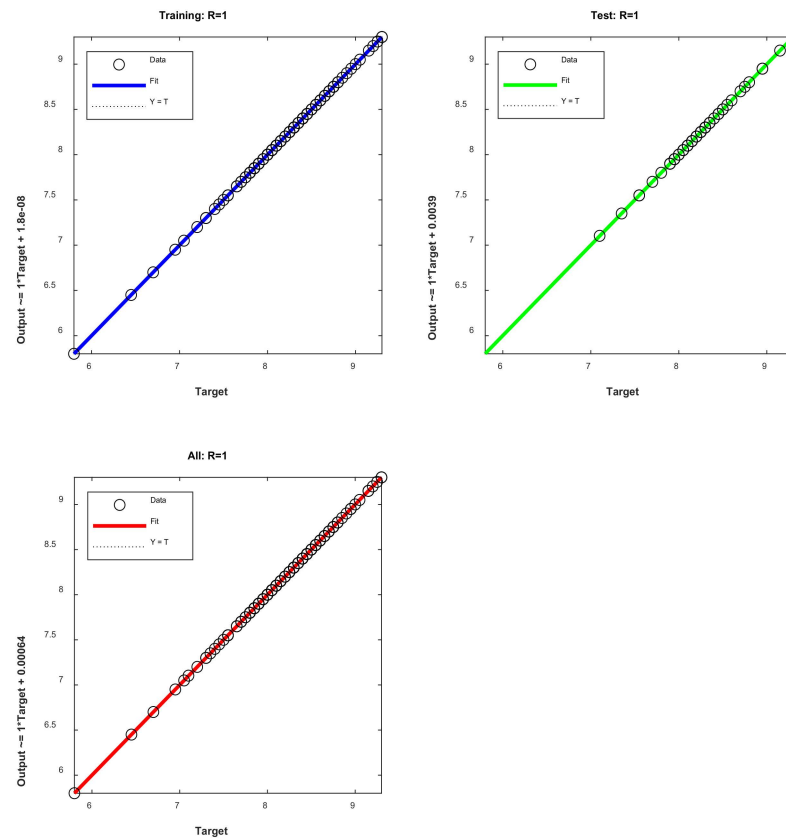 Training: R=1
Data
Fit
Y = T
9
8.5
8
7.5
7
6.5
6
6 7 8 9
Target
Output ~= 1*Target + 1.8e-08
Test: R=1
Data
Fit
Y = T
9
8.5
8
7.5
7
6.5
6
6 7 8 9
Target
Output ~= 1*Target + 0.0039
All: R=1
Data
Fit
Y = T
9
8.5
8
7.5
7
6.5
6
6 7 8 9
Target
Output ~= 1*Target + 0.00064